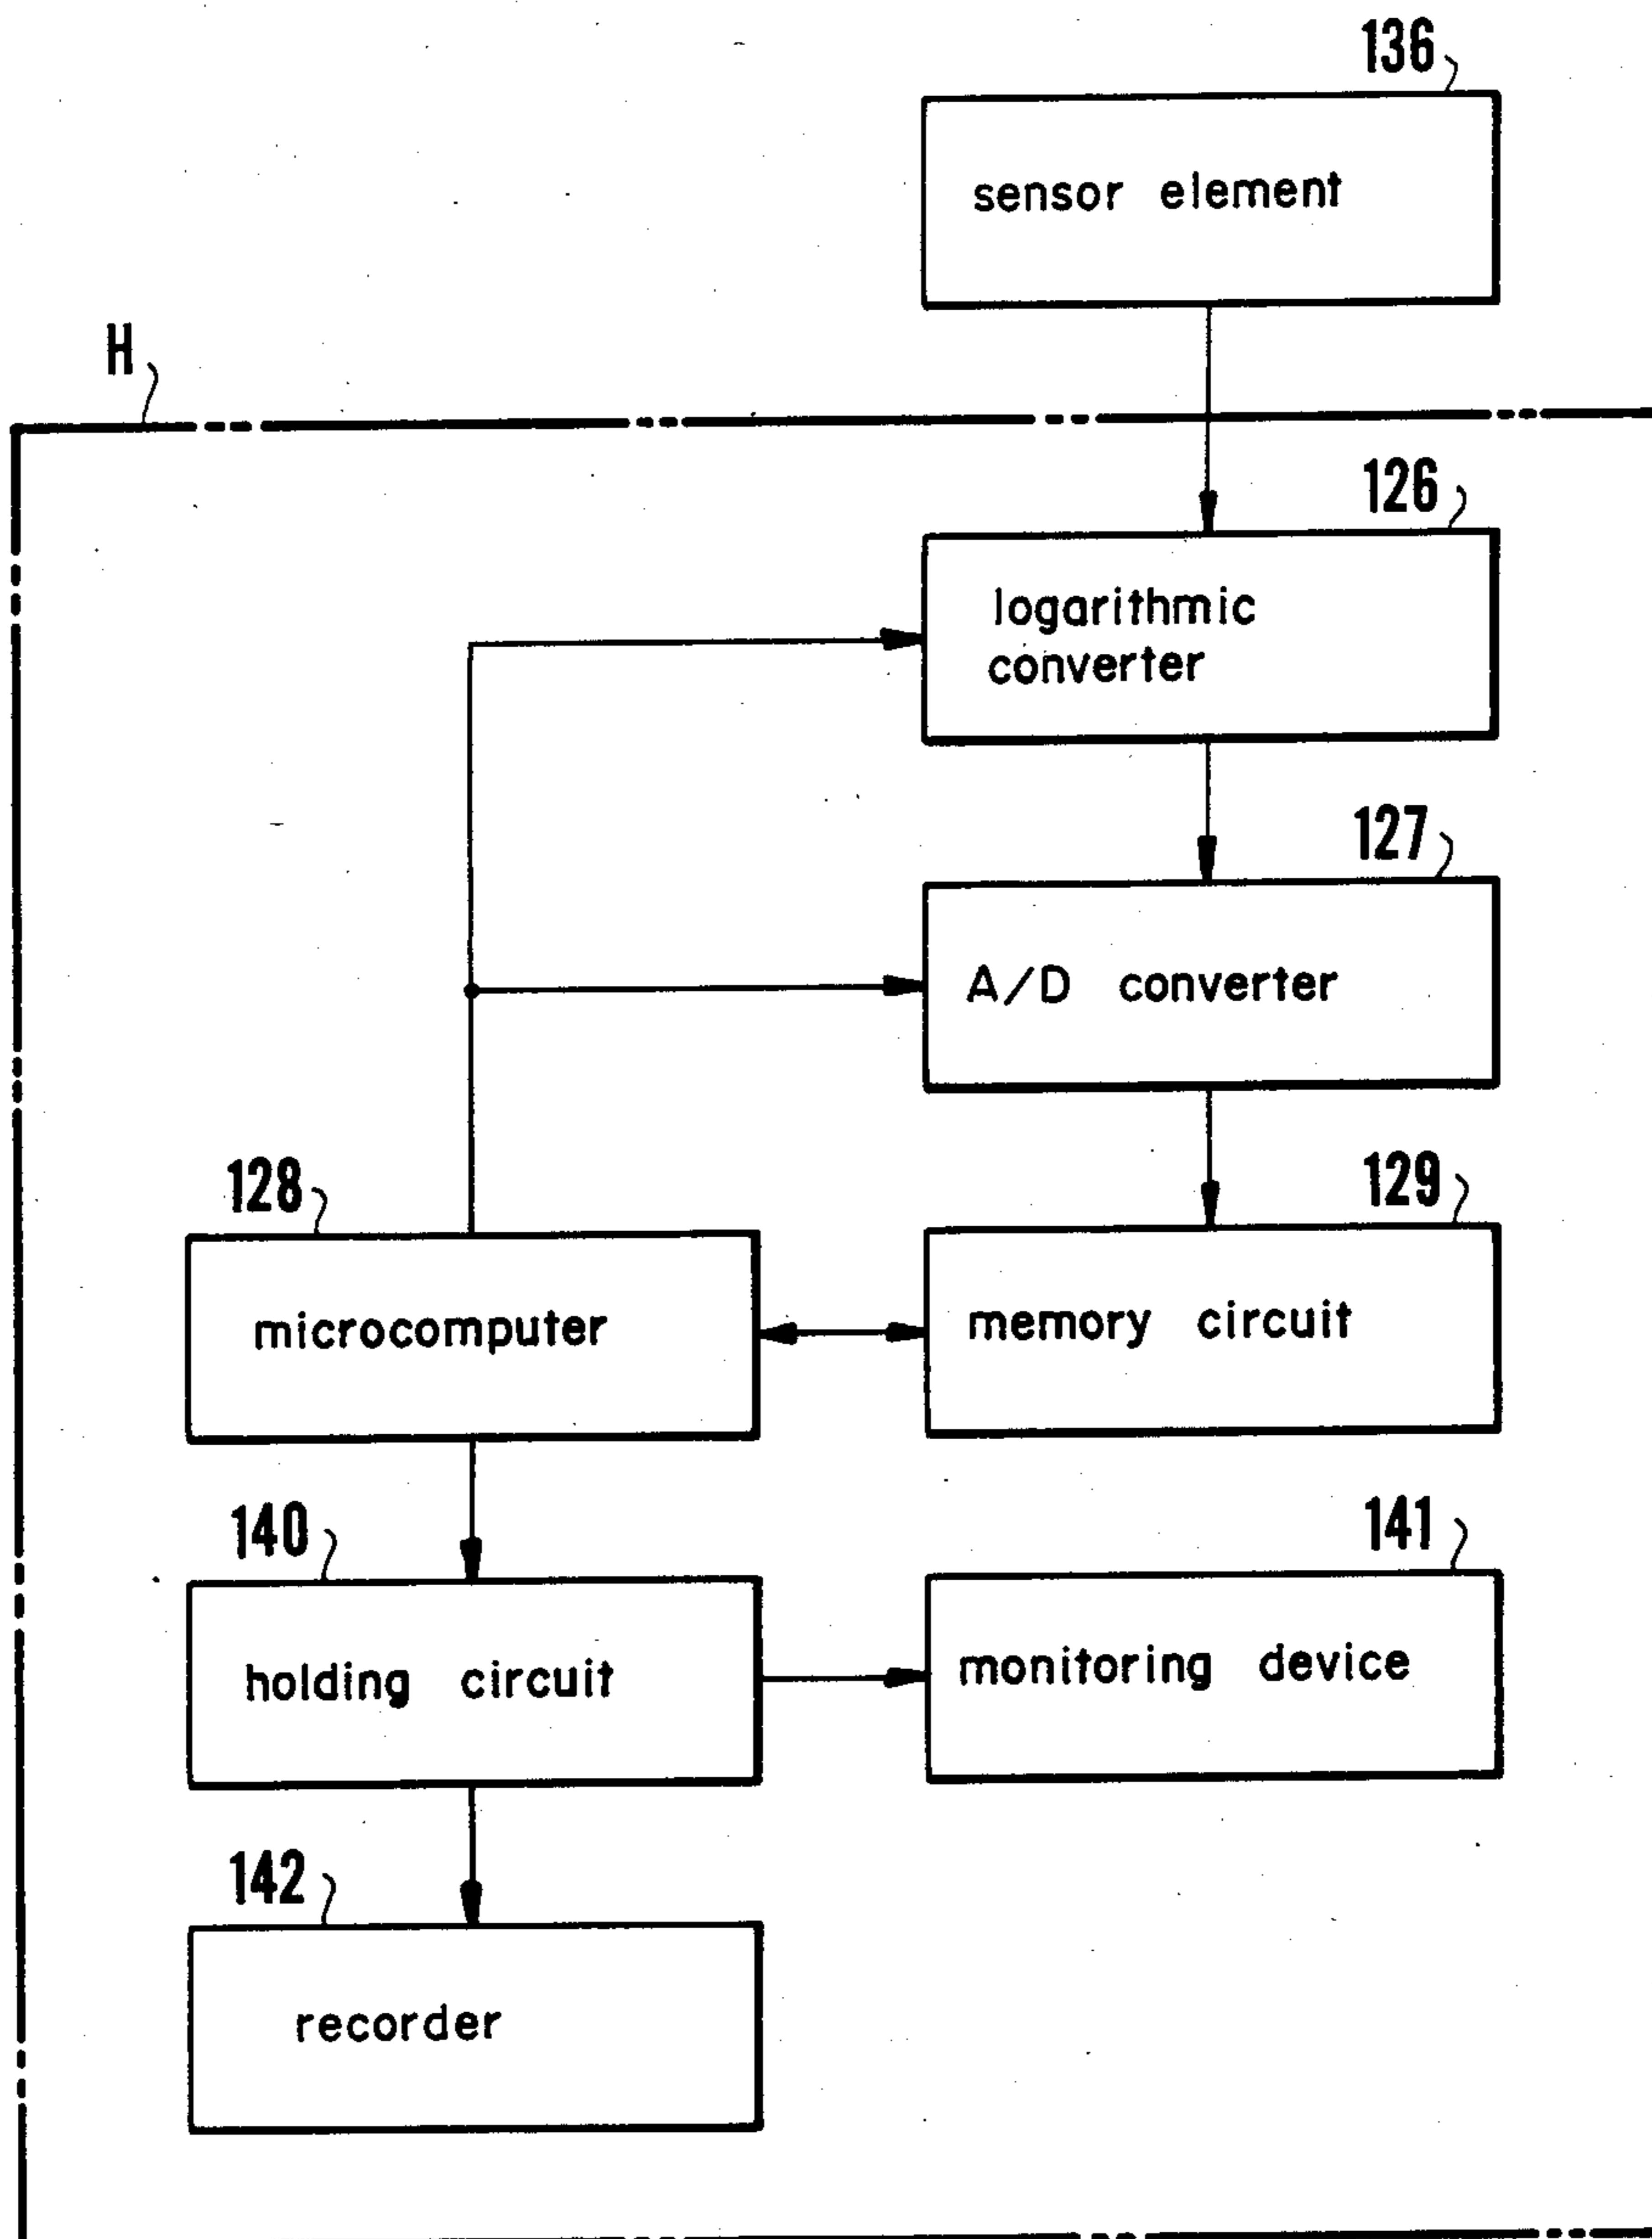 136
sensor element
H
126
logarithmic
converter
127
A/D converter
128
microcomputer
129
memory circuit
140
holding circuit
141
monitoring device
142
recorder